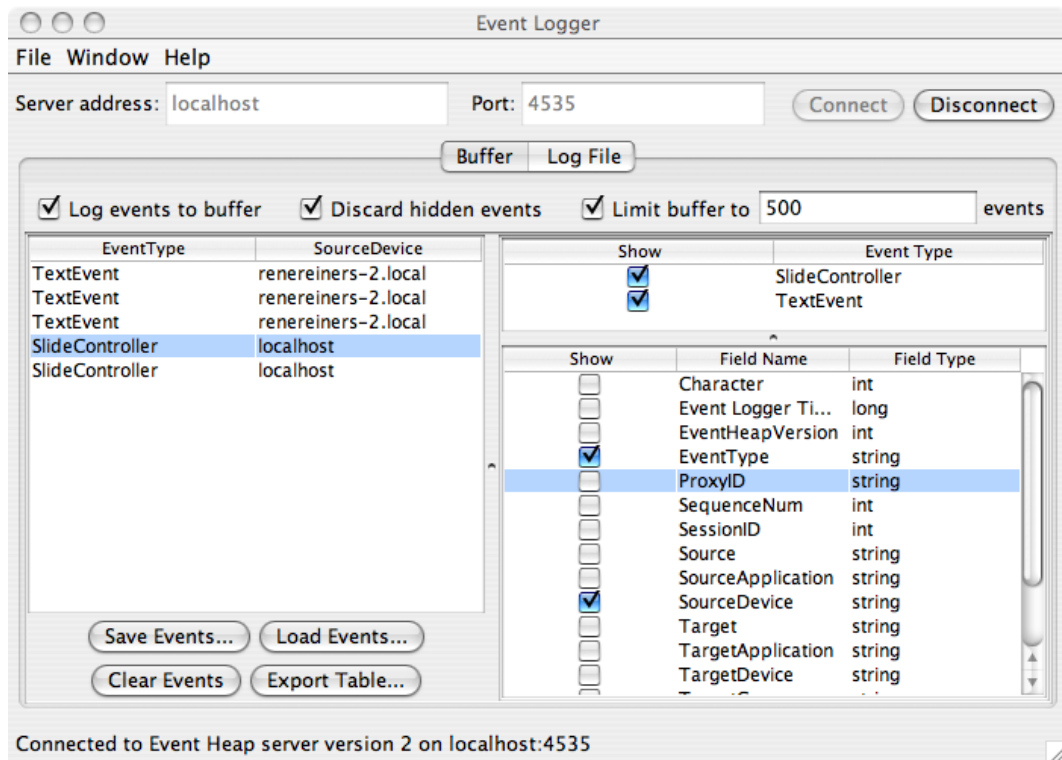 Event Logger
File Window Help
Server address: localhost Port: 4535 Connect Disconnect
Buffer Log File
Log events to buffer Discard hidden events Limit buffer to 500 events
EventType SourceDevice
TextEvent renereiners-2.local
TextEvent renereiners-2.local
TextEvent renereiners-2.local
SlideController localhost
SlideController localhost
Save Events... Load Events...
Clear Events Export Table...
Show Event Type
SlideController
TextEvent
Show Field Name Field Type
Character int
Event Logger Ti... long
EventHeapVersion int
EventType string
ProxyID string
SequenceNum int
SessionID int
Source string
SourceApplication string
SourceDevice string
Target string
TargetApplication string
TargetDevice string
Connected to Event Heap server version 2 on localhost:4535